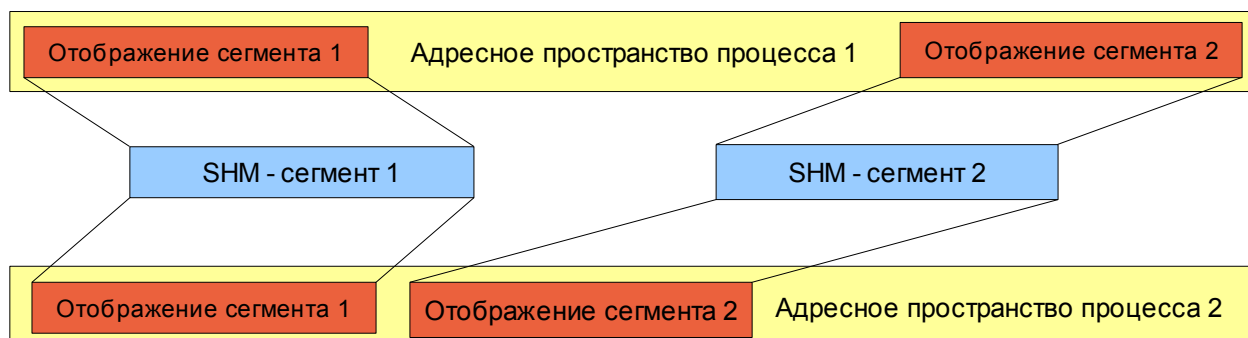 Отображение сегмента 1
Адресное пространство процесса 1
Отображение сегмента 2
SHM - сегмент 1
SHM - сегмент 2
Отображение сегмента 1
Отображение сегмента 2
Адресное пространство процесса 2